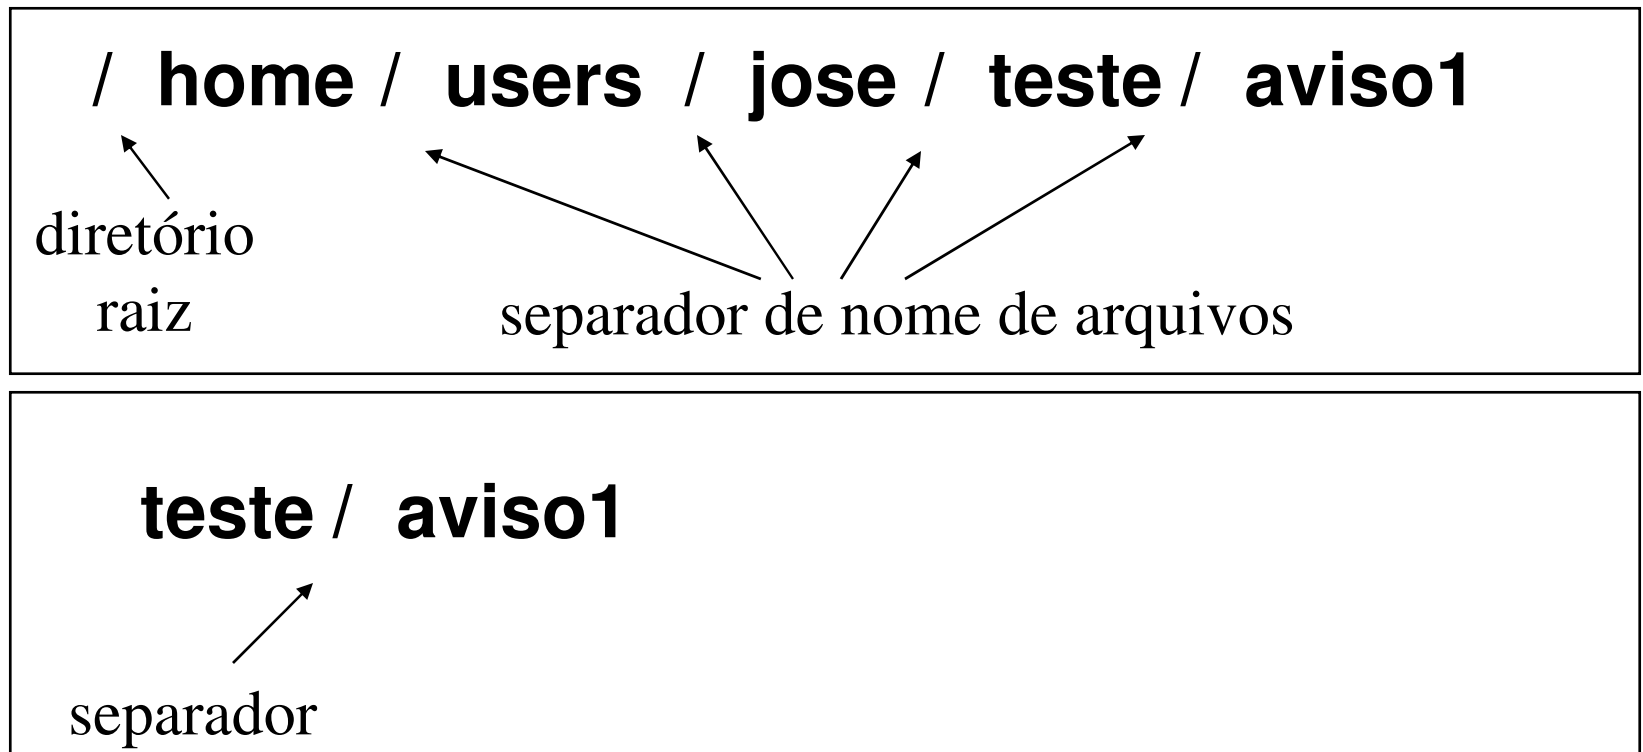 / home / users / jose / teste / aviso1
diretório
raiz
separador de nome de arquivos
teste / aviso1
separador